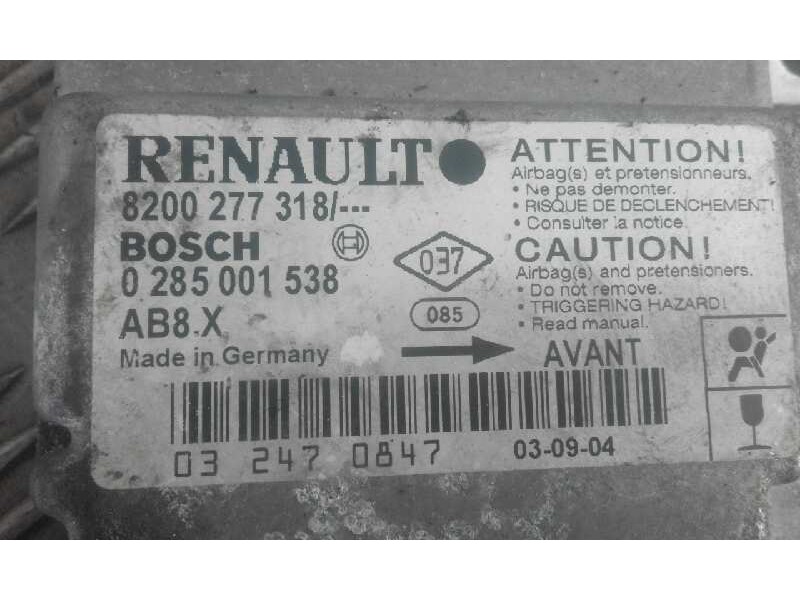 RENAULT
8200 277 318/---
BOSCH
0 285 001 538
AB8.X
Made in Germany
037
085
AVANT
ATTENTION!
Airbag(s) et pretensionneurs.
• Ne pas demonter.
• RISQUE DE DECLENCHEMENT!
• Consulter la notice.
CAUTION!
Airbag(s) and pretensioners.
• Do not remove.
• TRIGGERING HAZARD!
• Read manual.
03 247 0847
03-09-04